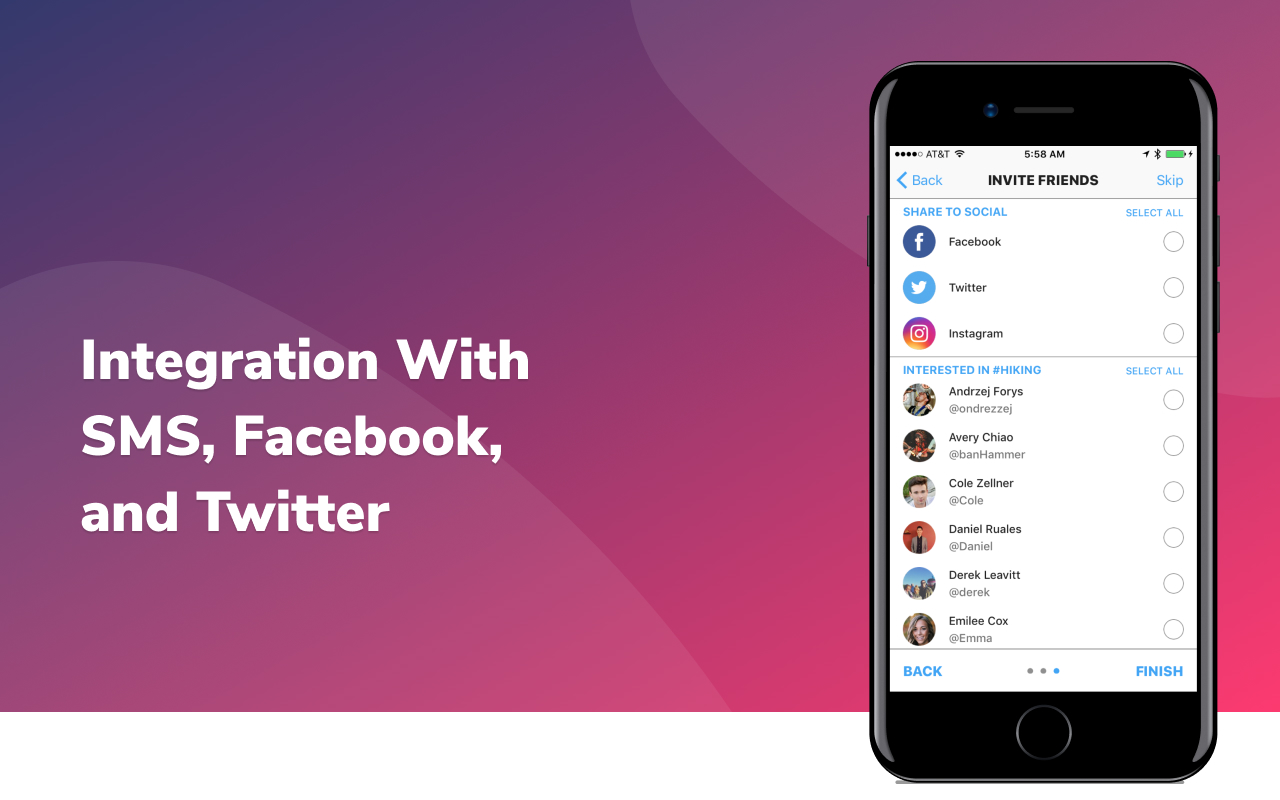 Integration With
SMS, Facebook,
and Twitter
AT&T 5:58 AM
Back INVITE FRIENDS Skip
SHARE TO SOCIAL SELECT ALL
Facebook
Twitter
Instagram
INTERESTED IN #HIKING SELECT ALL
Andrzej Forys
@ondrezzej
Avery Chiao
@banHammer
Cole Zellner
@Cole
Daniel Ruales
@Daniel
Derek Leavitt
@derek
Emilee Cox
@Emma
BACK FINISH